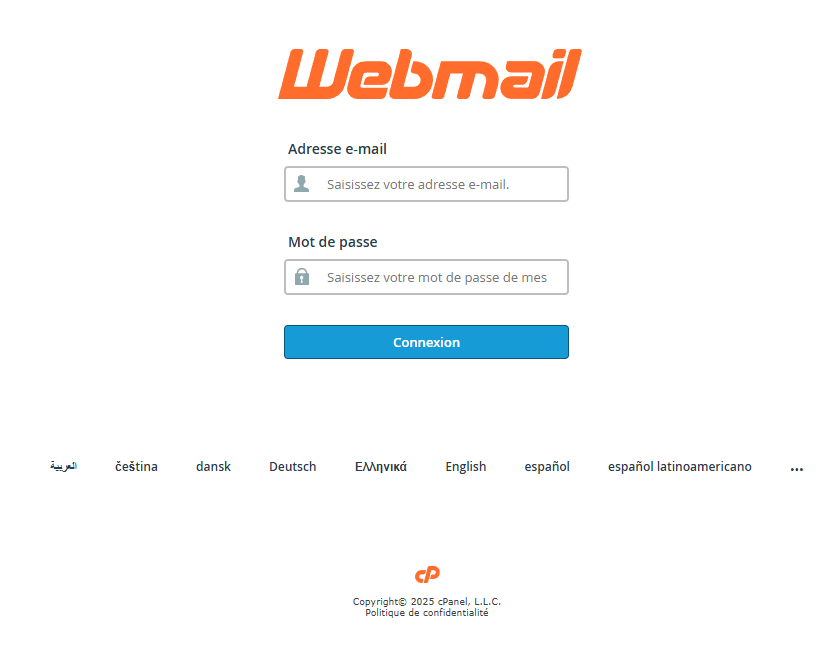 Webmail
Adresse e-mail
Saisissez votre adresse e-mail.
Mot de passe
Saisissez votre mot de passe de mes
Connexion
العربية čeština dansk Deutsch Ελληνικά English español español latinoamericano ...
cP
Copyright© 2025 cPanel, L.L.C.
Politique de confidentialité